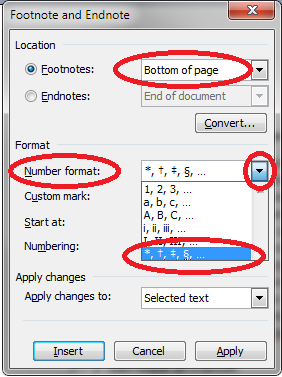 Footnote and Endnote
Location
Footnotes: Bottom of page
Endnotes: End of document
Convert...
Format
Number format: *, †, ‡, §, ...
Custom mark: 1, 2, 3, ...
a, b, c, ...
A, B, C, ...
Start at: i, ii, iii, ...
I, II, III, ...
Numbering: *, †, ‡, §, ...
Apply changes
Apply changes to: Selected text
Insert Cancel Apply